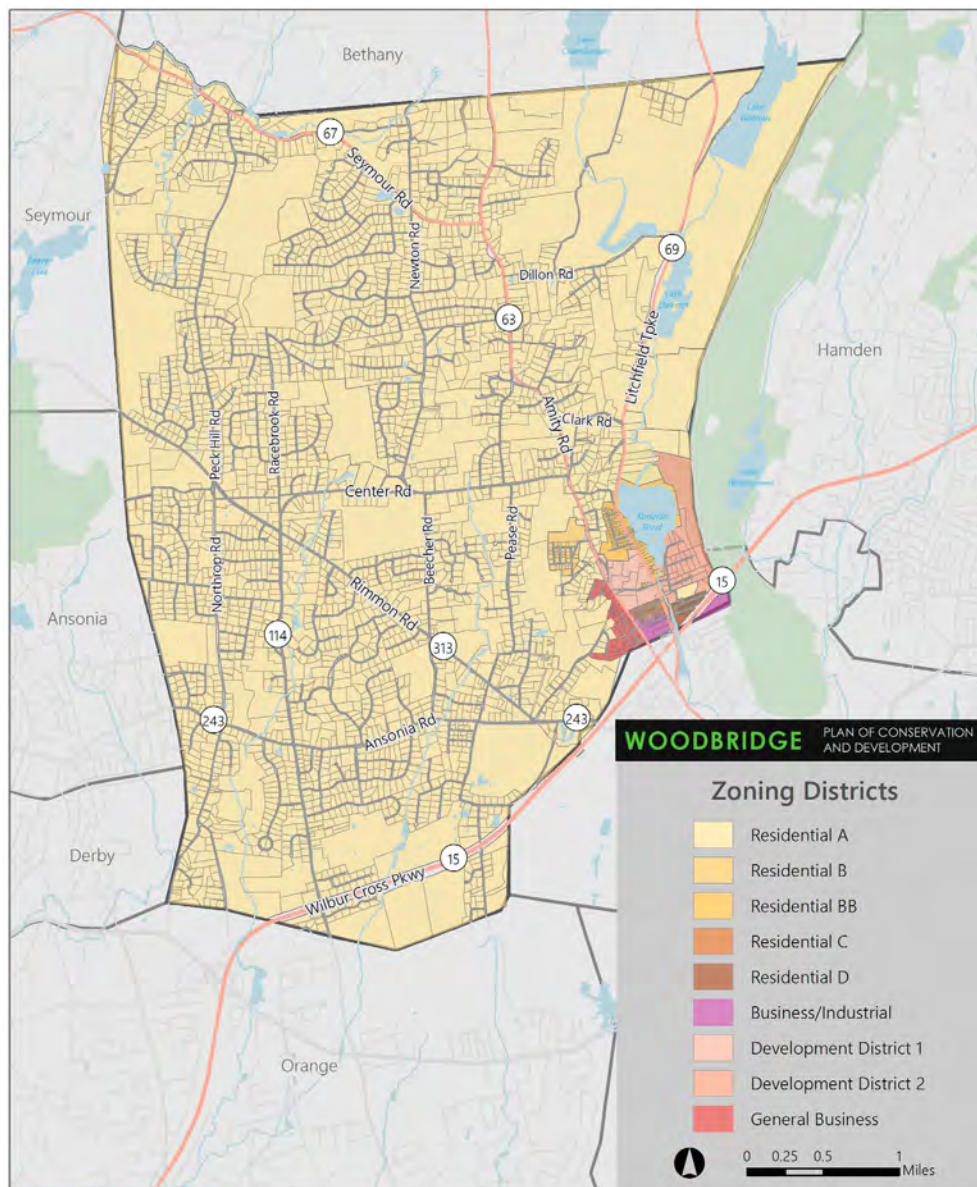 Bethany
67
Seymour Rd
Seymour
Newton Rd
69
Dillon Rd
63
Litchfield Tpke
Hamden
Peck Hill Rd
Racebrook Rd
Amity Rd
Clark Rd
Center Rd
Northrop Rd
Beecher Rd
Pease Rd
15
Rimmon Rd
Ansonia
114
313
243
Ansonia Rd
243
Derby
15
Wilbur Cross Pkwy
Orange
WOODBRIDGE
PLAN OF CONSERVATION
AND DEVELOPMENT
Zoning Districts
Residential A
Residential B
Residential BB
Residential C
Residential D
Business/Industrial
Development District 1
Development District 2
General Business
0 0.25 0.5 1
Miles